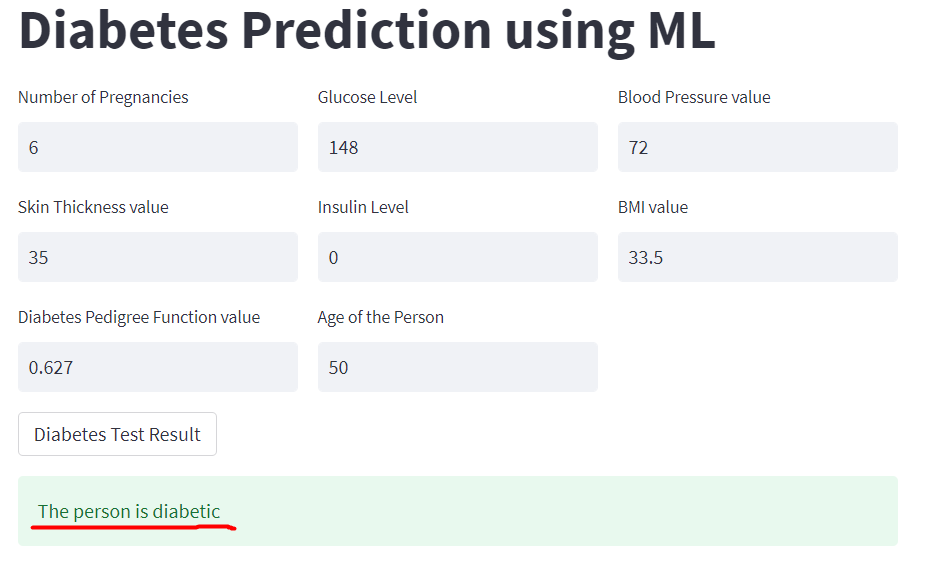 Diabetes Prediction using ML
Number of Pregnancies Glucose Level Blood Pressure value
6 148 72
Skin Thickness value Insulin Level BMI value
35 0 33.5
Diabetes Pedigree Function value Age of the Person
0.627 50
Diabetes Test Result
The person is diabetic